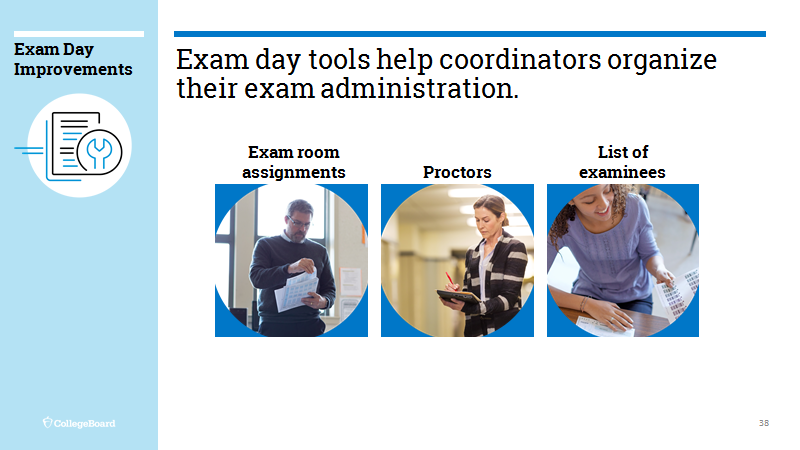 Exam Day
Improvements
Exam day tools help coordinators organize
their exam administration.
Exam room
assignments
Proctors
List of
examinees
CollegeBoard
38